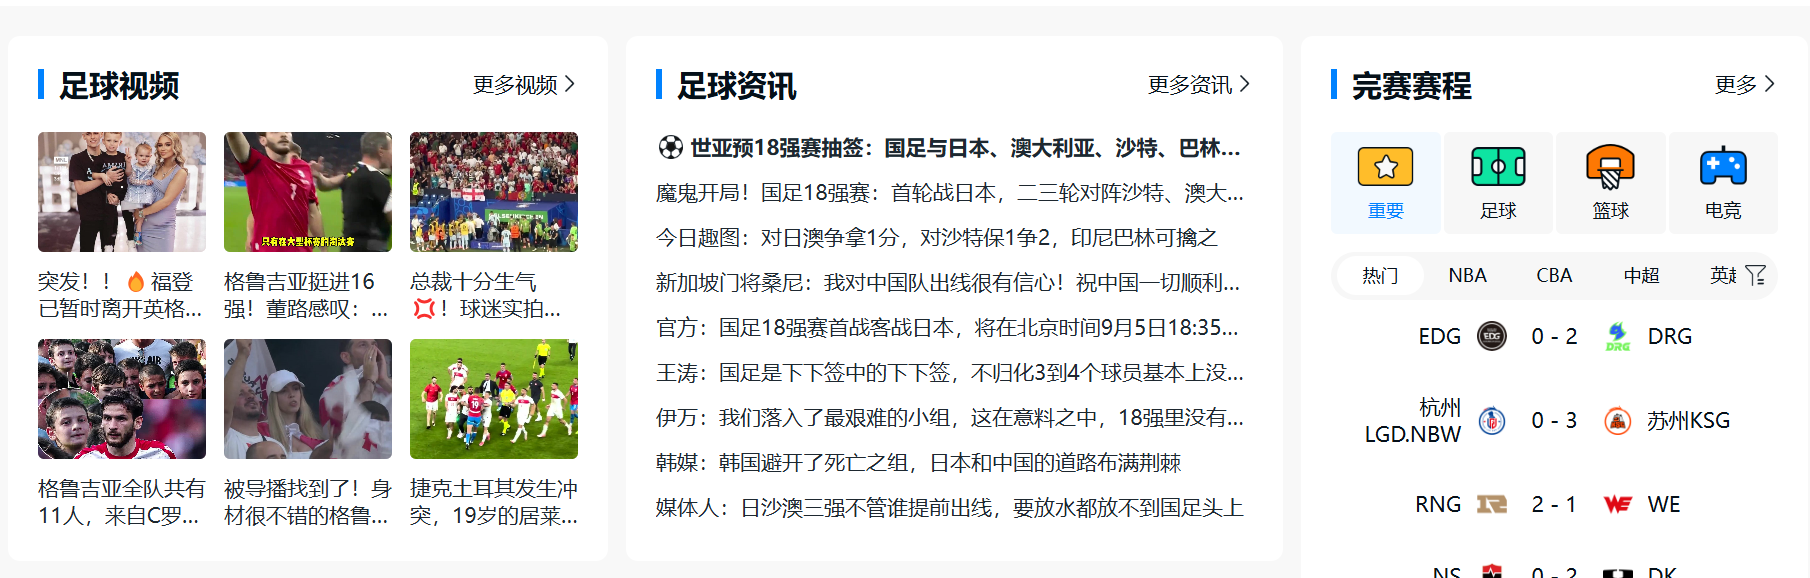 足球视频
更多视频
只有在大型杯赛的淘汰赛
突发！！🔥福登
已暂时离开英格...
格鲁吉亚挺进16
强！董路感叹：...
总裁十分生气
💢！球迷实拍...
格鲁吉亚全队共有
11人，来自C罗...
被导播找到了！身
材很不错的格鲁...
捷克土耳其发生冲
突，19岁的居莱...
足球资讯
更多资讯
世亚预18强赛抽签：国足与日本、澳大利亚、沙特、巴林...
魔鬼开局！国足18强赛：首轮战日本，二三轮对阵沙特、澳大...
今日趣图：对日澳争拿1分，对沙特保1争2，印尼巴林可擒之
新加坡门将桑尼：我对中国队出线很有信心！祝中国一切顺利...
官方：国足18强赛首战客战日本，将在北京时间9月5日18:35...
王涛：国足是下下签中的下下签，不归化3到4个球员基本上没...
伊万：我们落入了最艰难的小组，这在意料之中，18强里没有...
韩媒：韩国避开了死亡之组，日本和中国的道路布满荆棘
媒体人：日沙澳三强不管谁提前出线，要放水都放不到国足头上
完赛赛程
更多
重要 足球 篮球 电竞
热门 NBA CBA 中超 英超
EDG EDG 0 - 2 DRG DRG
杭州
LGD.NBW 0 - 3 苏州KSG
RNG 2 - 1 WE WE
NS 0 - 2 DK